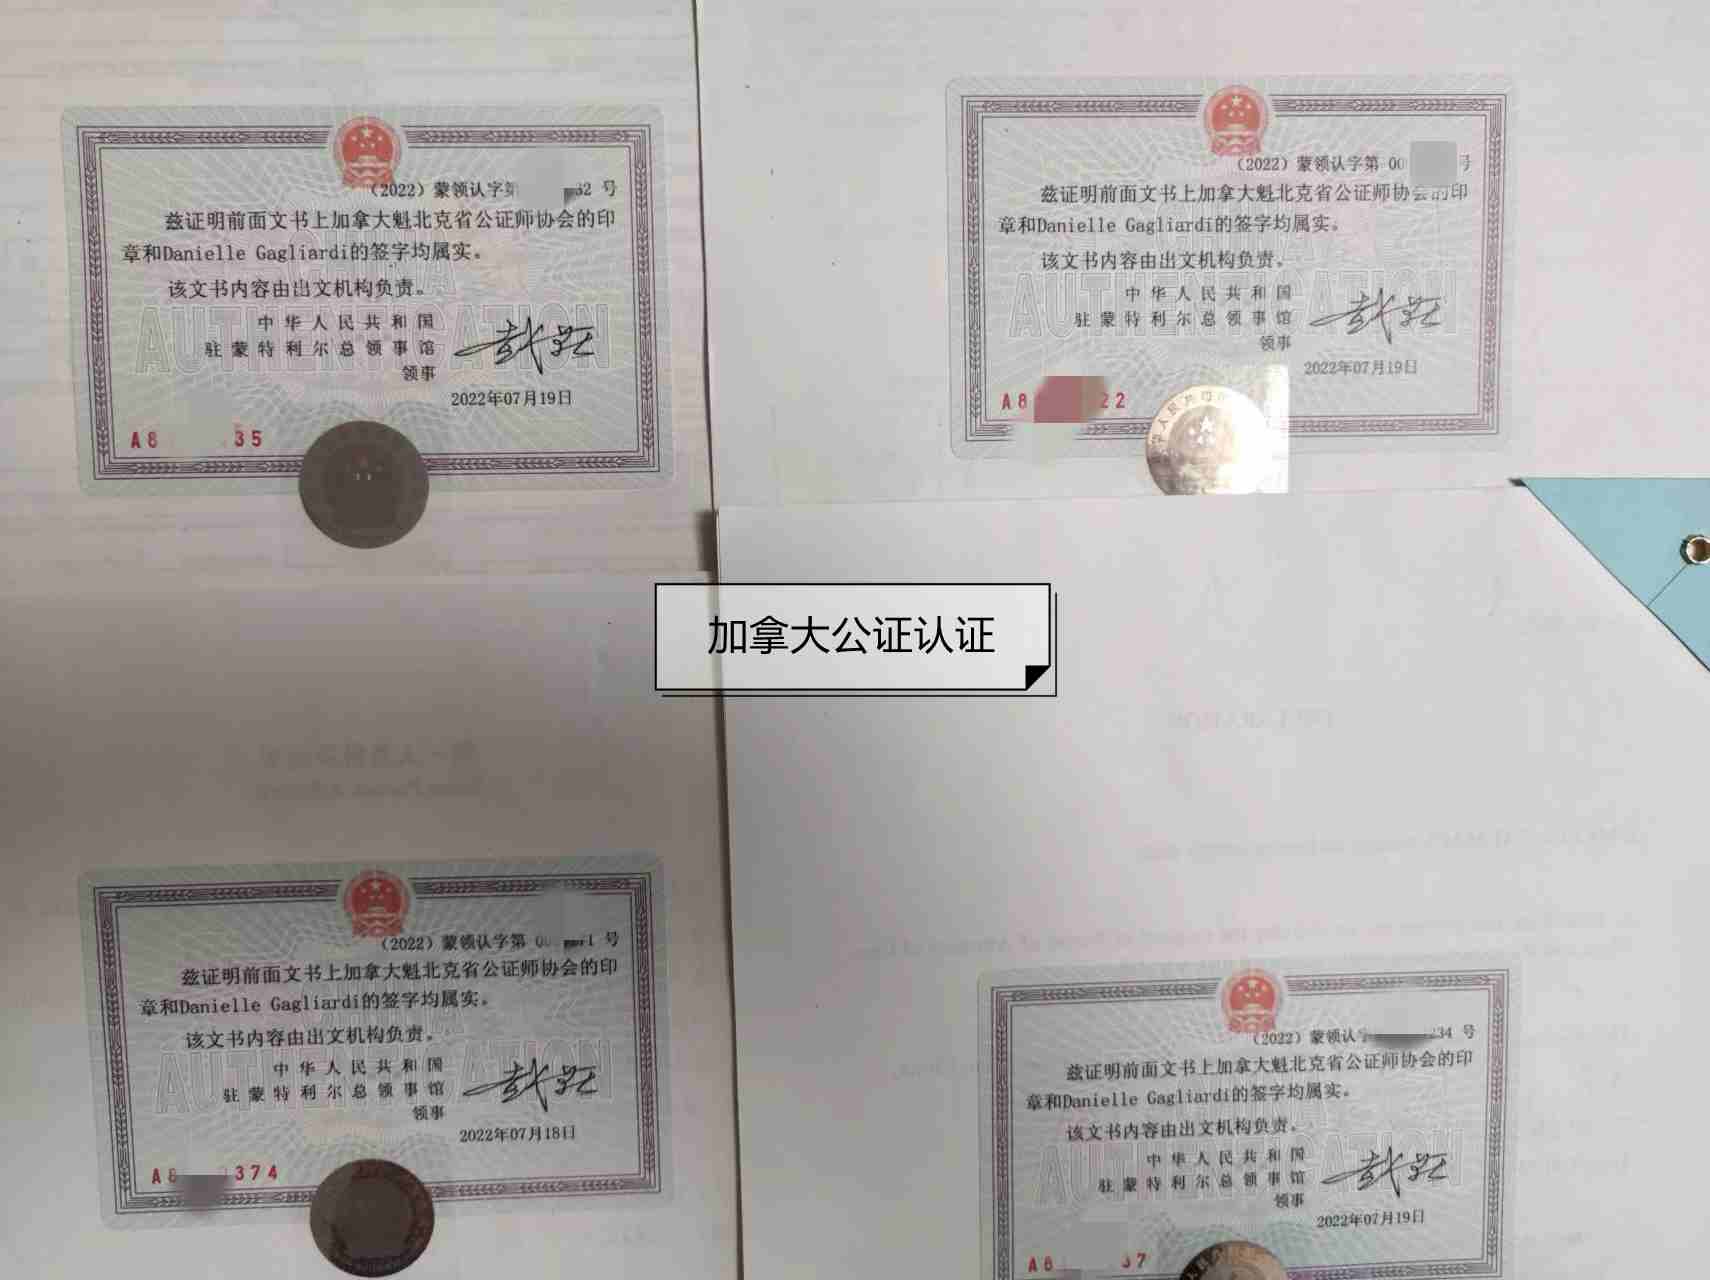 (2022) 蒙领认字第 32 号
兹证明前面文书上加拿大魁北克省公证师协会的印
章和Danielle Gagliardi的签字均属实。
该文书内容由出文机构负责。
中华人民共和国
驻蒙特利尔总领事馆
领事
2022年07月19日
A8 35
AUTHENTICATION
(2022) 蒙领认字第 00 号
兹证明前面文书上加拿大魁北克省公证师协会的印
章和Danielle Gagliardi的签字均属实。
该文书内容由出文机构负责。
中华人民共和国
驻蒙特利尔总领事馆
领事
2022年07月19日
A8 22
AUTHENTICATION
加拿大公证认证
(2022) 蒙领认字第 号
兹证明前面文书上加拿大魁北克省公证师协会的印
章和Danielle Gagliardi的签字均属实。
该文书内容由出文机构负责。
中华人民共和国
驻蒙特利尔总领事馆
领事
2022年07月18日
A8 374
AUTHENTICATION
(2022) 蒙领认字 234 号
兹证明前面文书上加拿大魁北克省公证师协会的印
章和Danielle Gagliardi的签字均属实。
该文书内容由出文机构负责。
中华人民共和国
驻蒙特利尔总领事馆
领事
2022年07月19日
A8 37
AUTHENTICATION